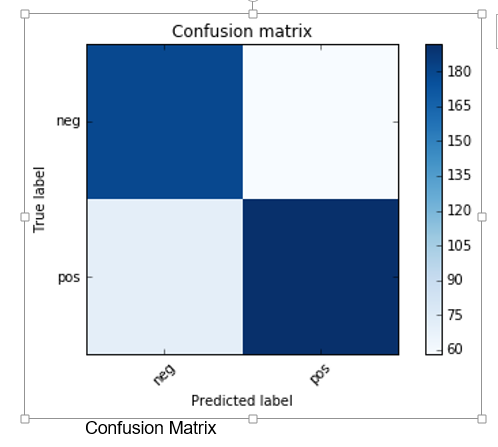 Confusion matrix
True label
neg
pos
neg
pos
Predicted label
180
165
150
135
120
105
90
75
60
Confusion Matrix